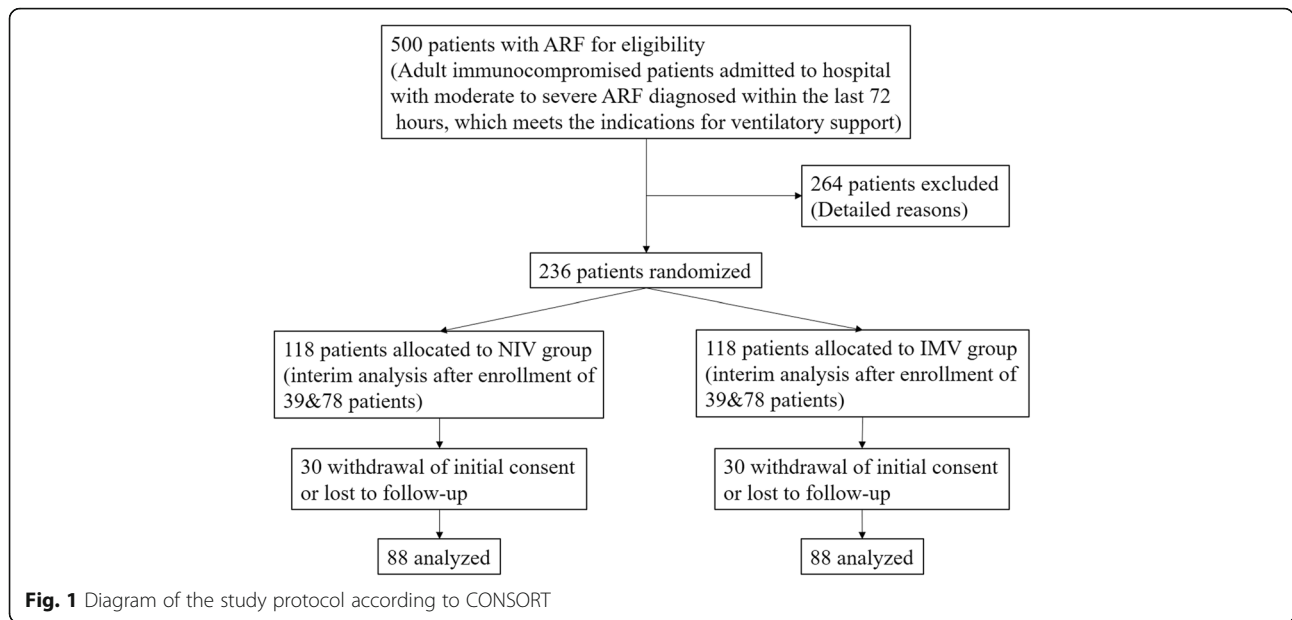 500 patients with ARF for eligibility
(Adult immunocompromised patients admitted to hospital
with moderate to severe ARF diagnosed within the last 72
hours, which meets the indications for ventilatory support)
264 patients excluded
(Detailed reasons)
236 patients randomized
118 patients allocated to NIV group
(interim analysis after enrollment of
39&78 patients)
118 patients allocated to IMV group
(interim analysis after enrollment of
39&78 patients)
30 withdrawal of initial consent
or lost to follow-up
30 withdrawal of initial consent
or lost to follow-up
88 analyzed
88 analyzed
Fig. 1 Diagram of the study protocol according to CONSORT